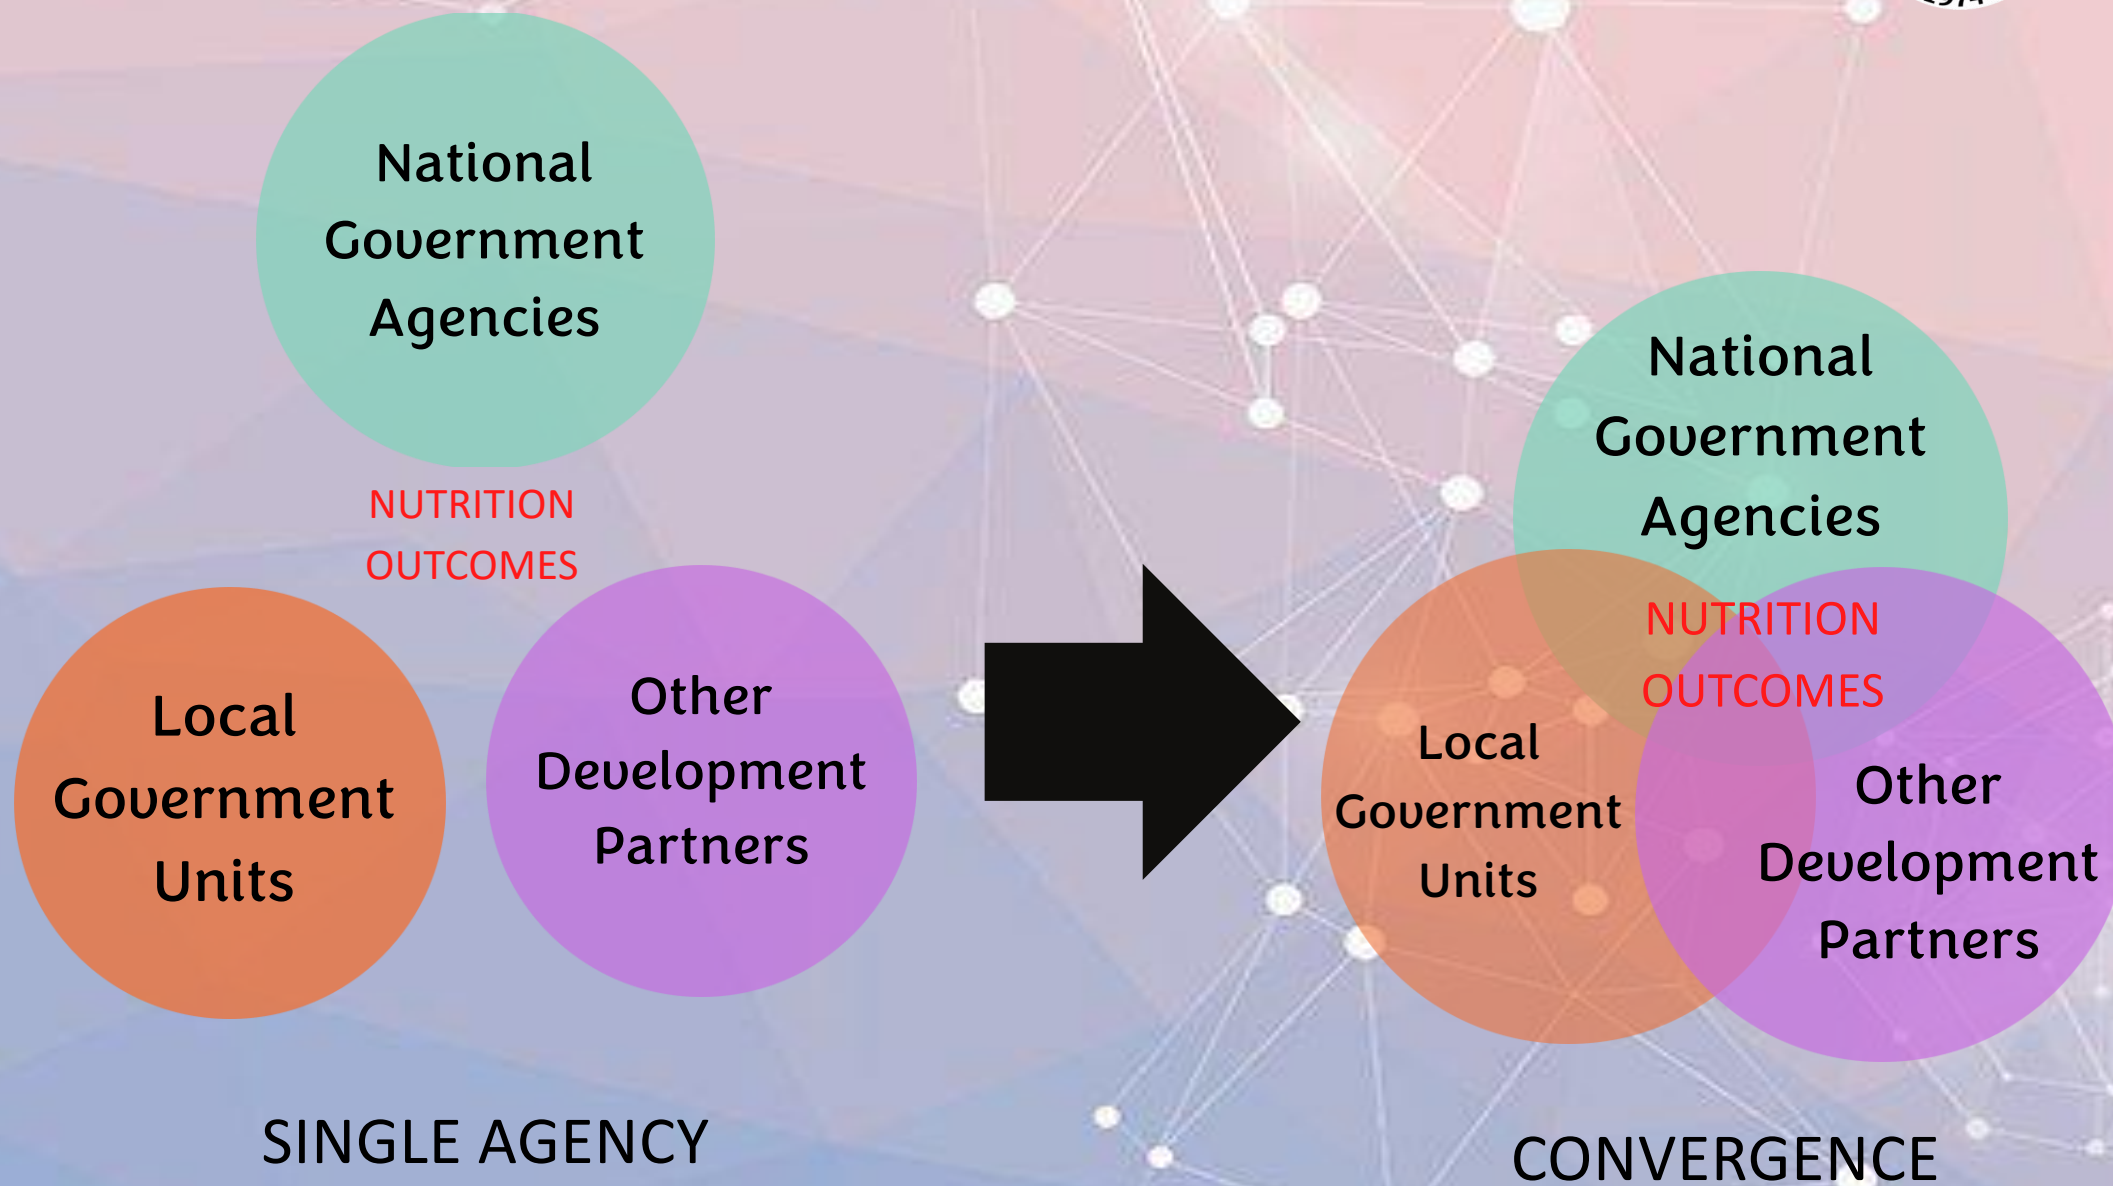 National
Government
Agencies
NUTRITION
OUTCOMES
Local
Government
Units
Other
Development
Partners
SINGLE AGENCY
National
Government
Agencies
NUTRITION
OUTCOMES
Local
Government
Units
Other
Development
Partners
CONVERGENCE